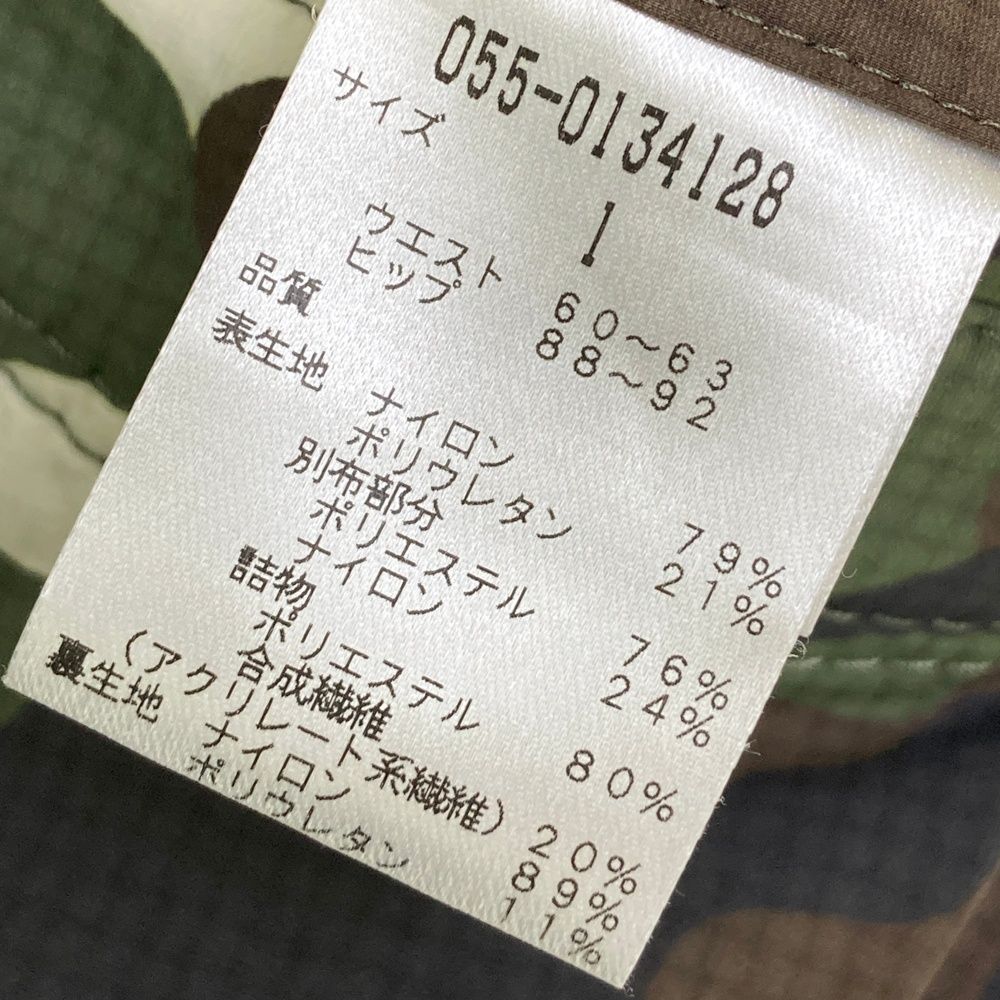 055-0134128
サイズ 1
ウエスト 60～63
ヒップ 88～92
品質
表生地
ナイロン 79%
ポリウレタン 21%
別布部分
ポリエステル 76%
ナイロン 24%
詰物
ポリエステル 80%
合成繊維
(アクリレート系繊維) 20%
裏生地
ナイロン 89%
ポリウレタン 11%